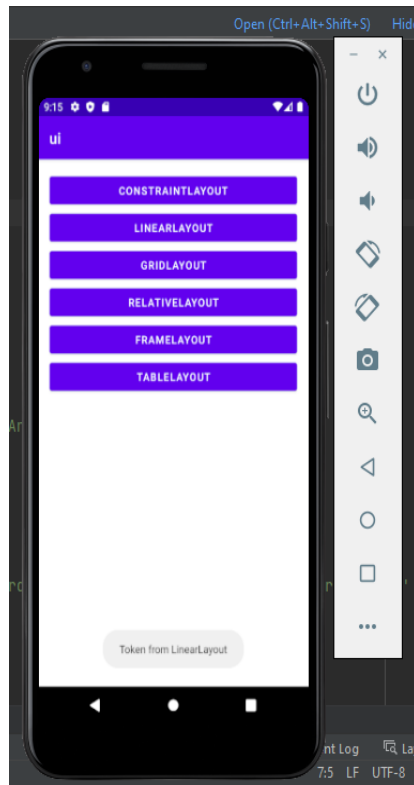 Open (Ctrl+Alt+Shift+S)
9:15
ui
CONSTRAINTLAYOUT
LINEARLAYOUT
GRIDLAYOUT
RELATIVELAYOUT
FRAMELAYOUT
TABLELAYOUT
Token from LinearLayout
nt Log
7:5 LF UTF-8